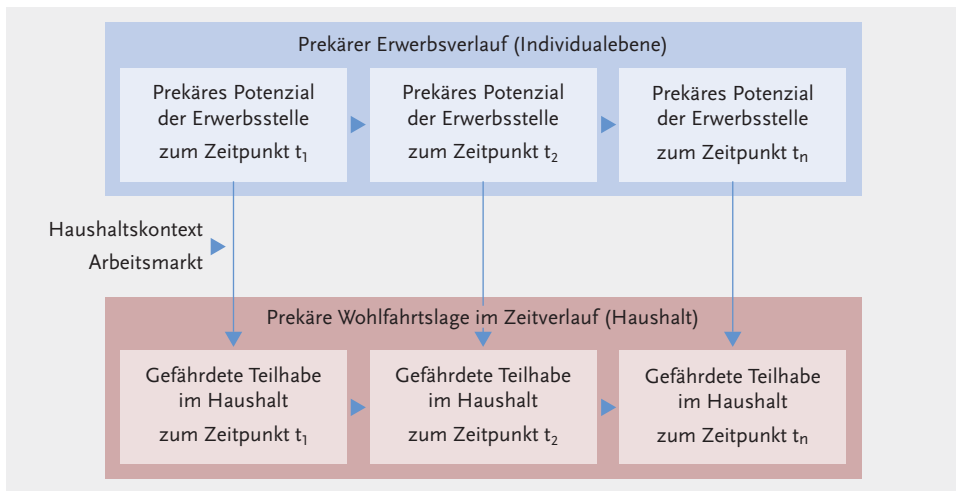 Prekärer Erwerbsverlauf (Individualebene)
Prekäres Potenzial
der Erwerbsstelle
zum Zeitpunkt t₁
Prekäres Potenzial
der Erwerbsstelle
zum Zeitpunkt t₂
Prekäres Potenzial
der Erwerbsstelle
zum Zeitpunkt tₙ
Haushaltskontext
Arbeitsmarkt
Prekäre Wohlfahrtslage im Zeitverlauf (Haushalt)
Gefährdete Teilhabe
im Haushalt
zum Zeitpunkt t₁
Gefährdete Teilhabe
im Haushalt
zum Zeitpunkt t₂
Gefährdete Teilhabe
im Haushalt
zum Zeitpunkt tₙ